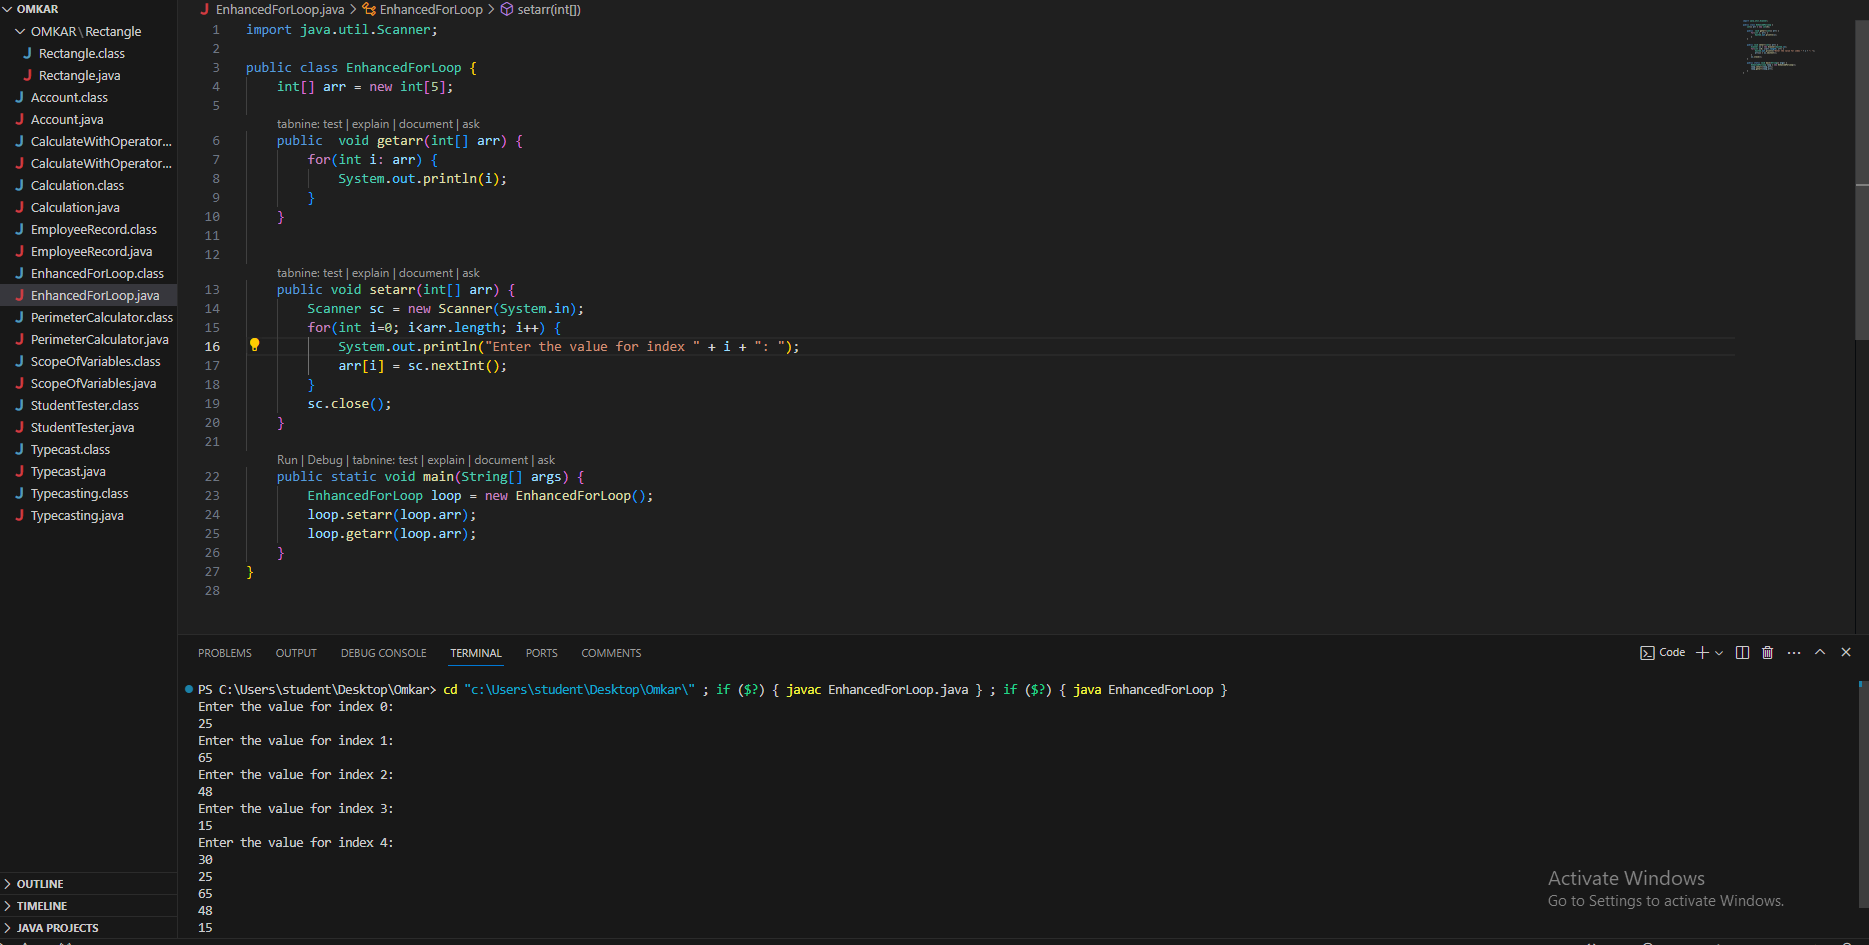 OMKAR
OMKAR\Rectangle
Rectangle.class
Rectangle.java
Account.class
Account.java
CalculateWithOperator...
CalculateWithOperator...
Calculation.class
Calculation.java
EmployeeRecord.class
EmployeeRecord.java
EnhancedForLoop.class
EnhancedForLoop.java
PerimeterCalculator.class
PerimeterCalculator.java
ScopeOfVariables.class
ScopeOfVariables.java
StudentTester.class
StudentTester.java
Typecast.class
Typecast.java
Typecasting.class
Typecasting.java
OUTLINE
TIMELINE
JAVA PROJECTS
EnhancedForLoop.java > EnhancedForLoop > setarr(int[])
1 import java.util.Scanner;
2
3 public class EnhancedForLoop {
4 int[] arr = new int[5];
5
tabnine: test | explain | document | ask
6 public  void getarr(int[] arr) {
7 for(int i: arr) {
8 System.out.println(i);
9 }
10 }
11
12
tabnine: test | explain | document | ask
13 public void setarr(int[] arr) {
14 Scanner sc = new Scanner(System.in);
15 for(int i=0; i<arr.length; i++) {
16 System.out.println("Enter the value for index " + i + ": ");
17 arr[i] = sc.nextInt();
18 }
19 sc.close();
20 }
21
Run | Debug | tabnine: test | explain | document | ask
22 public static void main(String[] args) {
23 EnhancedForLoop loop = new EnhancedForLoop();
24 loop.setarr(loop.arr);
25 loop.getarr(loop.arr);
26 }
27 }
28
PROBLEMS OUTPUT DEBUG CONSOLE TERMINAL PORTS COMMENTS
Code
PS C:\Users\student\Desktop\Omkar> cd "c:\Users\student\Desktop\Omkar\" ; if ($?) { javac EnhancedForLoop.java } ; if ($?) { java EnhancedForLoop }
Enter the value for index 0:
25
Enter the value for index 1:
65
Enter the value for index 2:
48
Enter the value for index 3:
15
Enter the value for index 4:
30
25
65
48
15
Activate Windows
Go to Settings to activate Windows.